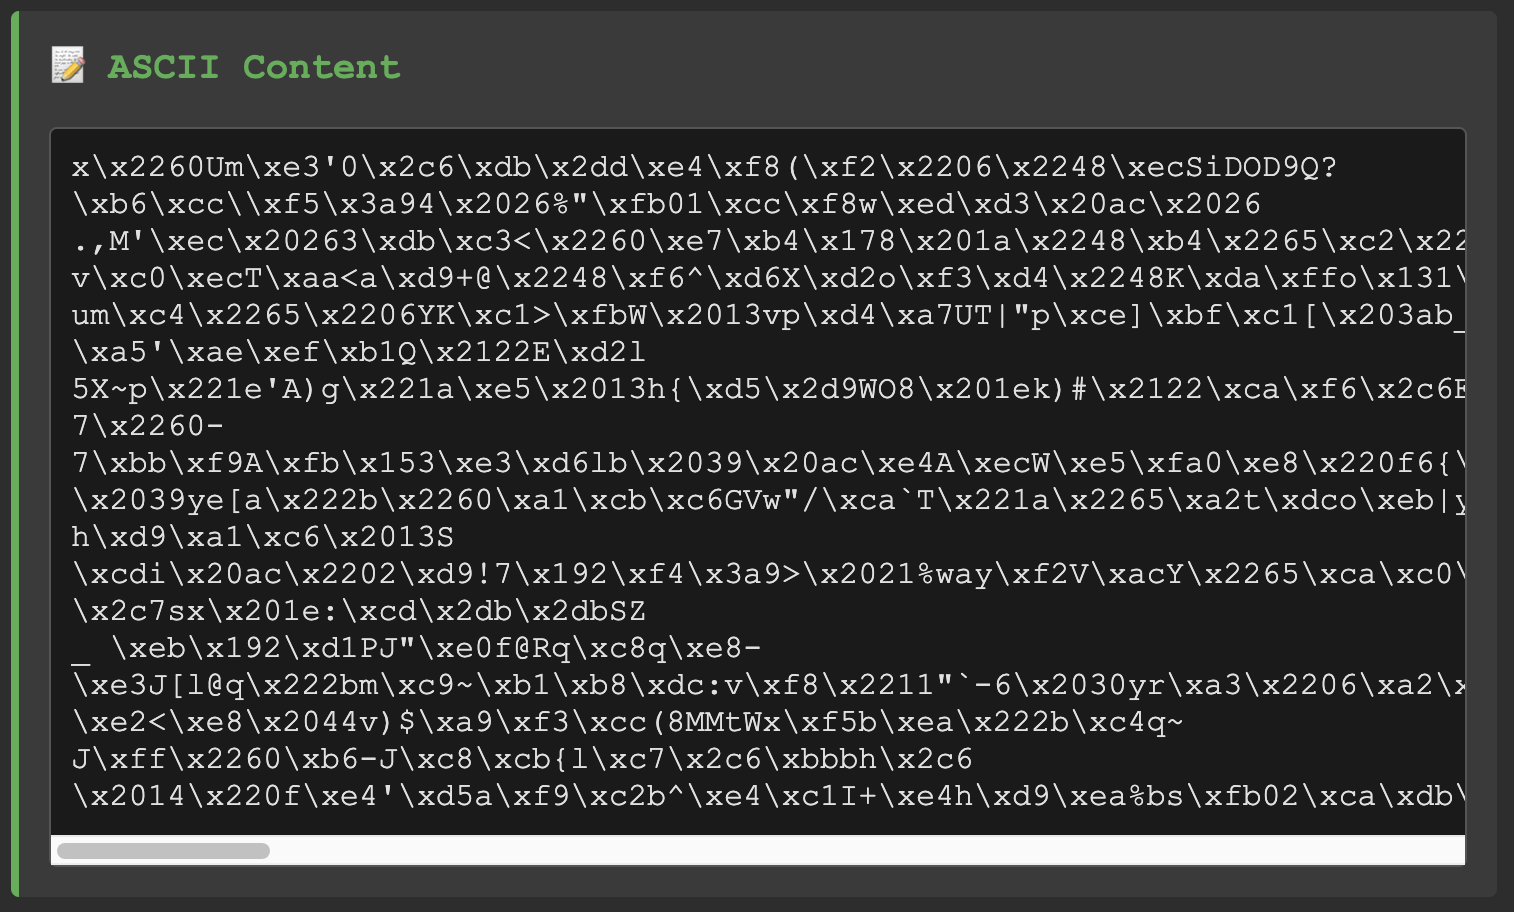 ASCII Content
x\x2260Um\xe3'0\x2c6\xdb\x2dd\xe4\xf8(\xf2\x2206\x2248\xecSiDOD9Q?
\xb6\xcc\\xf5\x3a94\x2026%"\xfb01\xcc\xf8w\xed\xd3\x20ac\x2026
.,M'\xec\x20263\xdb\xc3<\x2260\xe7\xb4\x178\x201a\x2248\xb4\x2265\xc2\x22
v\xc0\xecT\xaa<a\xd9+@\x2248\xf6^\xd6X\xd2o\xf3\xd4\x2248K\xda\xffo\x131\
um\xc4\x2265\x2206YK\xc1>\xfbW\x2013vp\xd4\xa7UT|"p\xce]\xbf\xc1[\x203ab_
\xa5'\xae\xef\xb1Q\x2122E\xd2l
5X~p\x221e'A)g\x221a\xe5\x2013h{\xd5\x2d9WO8\x201ek)#\x2122\xca\xf6\x2c6E
7\x2260-
7\xbb\xf9A\xfb\x153\xe3\xd6lb\x2039\x20ac\xe4A\xecW\xe5\xfa0\xe8\x220f6{\
\x2039ye[a\x222b\x2260\xa1\xcb\xc6GVw"/\xca`T\x221a\x2265\xa2t\xdco\xeb|y
h\xd9\xa1\xc6\x2013S
\xcdi\x20ac\x2202\xd9!7\x192\xf4\x3a9>\x2021%way\xf2V\xacY\x2265\xca\xc0\
\x2c7sx\x201e:\xcd\x2db\x2dbSZ
_ \xeb\x192\xd1PJ"\xe0f@Rq\xc8q\xe8-
\xe3J[l@q\x222bm\xc9~\xb1\xb8\xdc:v\xf8\x2211"`-6\x2030yr\xa3\x2206\xa2\x
\xe2<\xe8\x2044v)$\xa9\xf3\xcc(8MMtWx\xf5b\xea\x222b\xc4q~
J\xff\x2260\xb6-J\xc8\xcb{l\xc7\x2c6\xbbbh\x2c6
\x2014\x220f\xe4'\xd5a\xf9\xc2b^\xe4\xc1I+\xe4h\xd9\xea%bs\xfb02\xca\xdb\